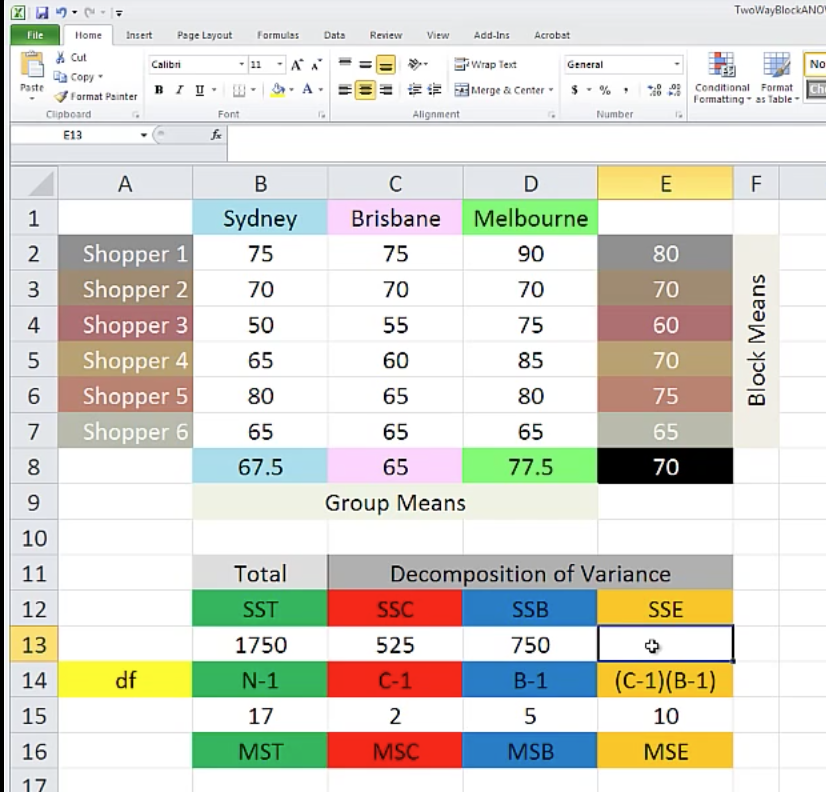 TwoWayBlockANO
File Home Insert Page Layout Formulas Data Review View Add-Ins Acrobat
Cut
Copy
Format Painter
Paste
Clipboard
Calibri 11
B I U
Font
Wrap Text
Merge & Center
Alignment
General
$ % ,
Number
Conditional Formatting
Format as Table
No
E13 fx
A B C D E F
1 Sydney Brisbane Melbourne
2 Shopper 1 75 75 90 80
3 Shopper 2 70 70 70 70
4 Shopper 3 50 55 75 60
5 Shopper 4 65 60 85 70
6 Shopper 5 80 65 80 75
7 Shopper 6 65 65 65 65
Block Means
8 67.5 65 77.5 70
9 Group Means
10
11 Total Decomposition of Variance
12 SST SSC SSB SSE
13 1750 525 750
14 df N-1 C-1 B-1 (C-1)(B-1)
15 17 2 5 10
16 MST MSC MSB MSE
17